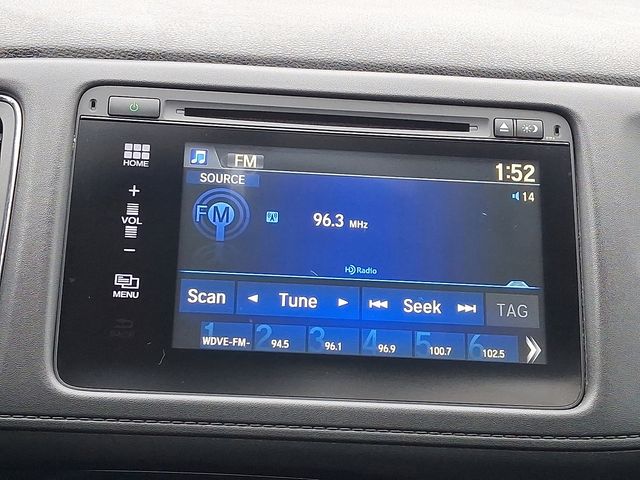 FM
1:52
HOME
SOURCE
14
+
VOL
FM
96.3 MHz
−
HD Radio
MENU
Scan
Tune
Seek
TAG
1 WDVE-FM-
2 94.5
3 96.1
4 96.9
5 100.7
6 102.5